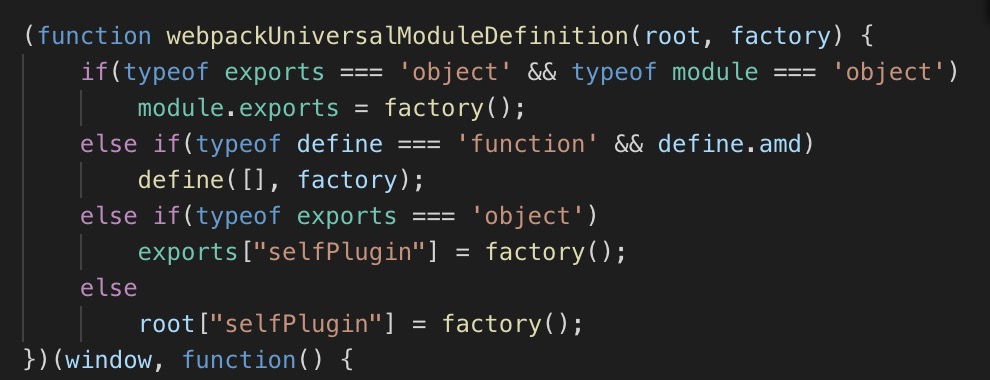 (function webpackUniversalModuleDefinition(root, factory) {
    if(typeof exports === 'object' && typeof module === 'object')
        module.exports = factory();
    else if(typeof define === 'function' && define.amd)
        define([], factory);
    else if(typeof exports === 'object')
        exports["selfPlugin"] = factory();
    else
        root["selfPlugin"] = factory();
})(window, function() {